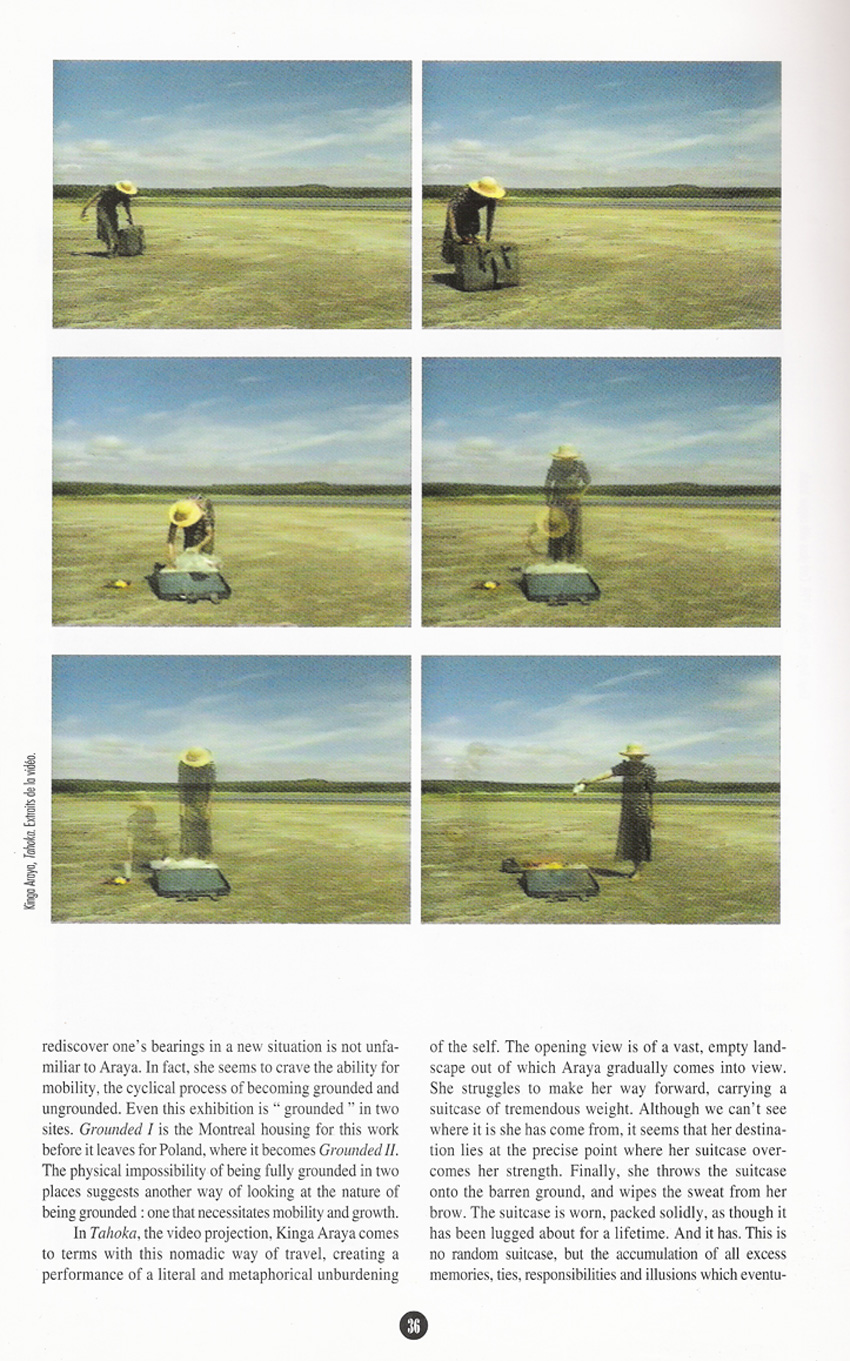 Kinga Araya, Tahoka. Extraits de la vidéo.
rediscover one's bearings in a new situation is not unfa-
miliar to Araya. In fact, she seems to crave the ability for
mobility, the cyclical process of becoming grounded and
ungrounded. Even this exhibition is “ grounded ” in two
sites. Grounded I is the Montreal housing for this work
before it leaves for Poland, where it becomes Grounded II.
The physical impossibility of being fully grounded in two
places suggests another way of looking at the nature of
being grounded : one that necessitates mobility and growth.
In Tahoka, the video projection, Kinga Araya comes
to terms with this nomadic way of travel, creating a
performance of a literal and metaphorical unburdening
of the self. The opening view is of a vast, empty land-
scape out of which Araya gradually comes into view.
She struggles to make her way forward, carrying a
suitcase of tremendous weight. Although we can't see
where it is she has come from, it seems that her destina-
tion lies at the precise point where her suitcase over-
comes her strength. Finally, she throws the suitcase
onto the barren ground, and wipes the sweat from her
brow. The suitcase is worn, packed solidly, as though it
has been lugged about for a lifetime. And it has. This is
no random suitcase, but the accumulation of all excess
memories, ties, responsibilities and illusions which eventu-
36